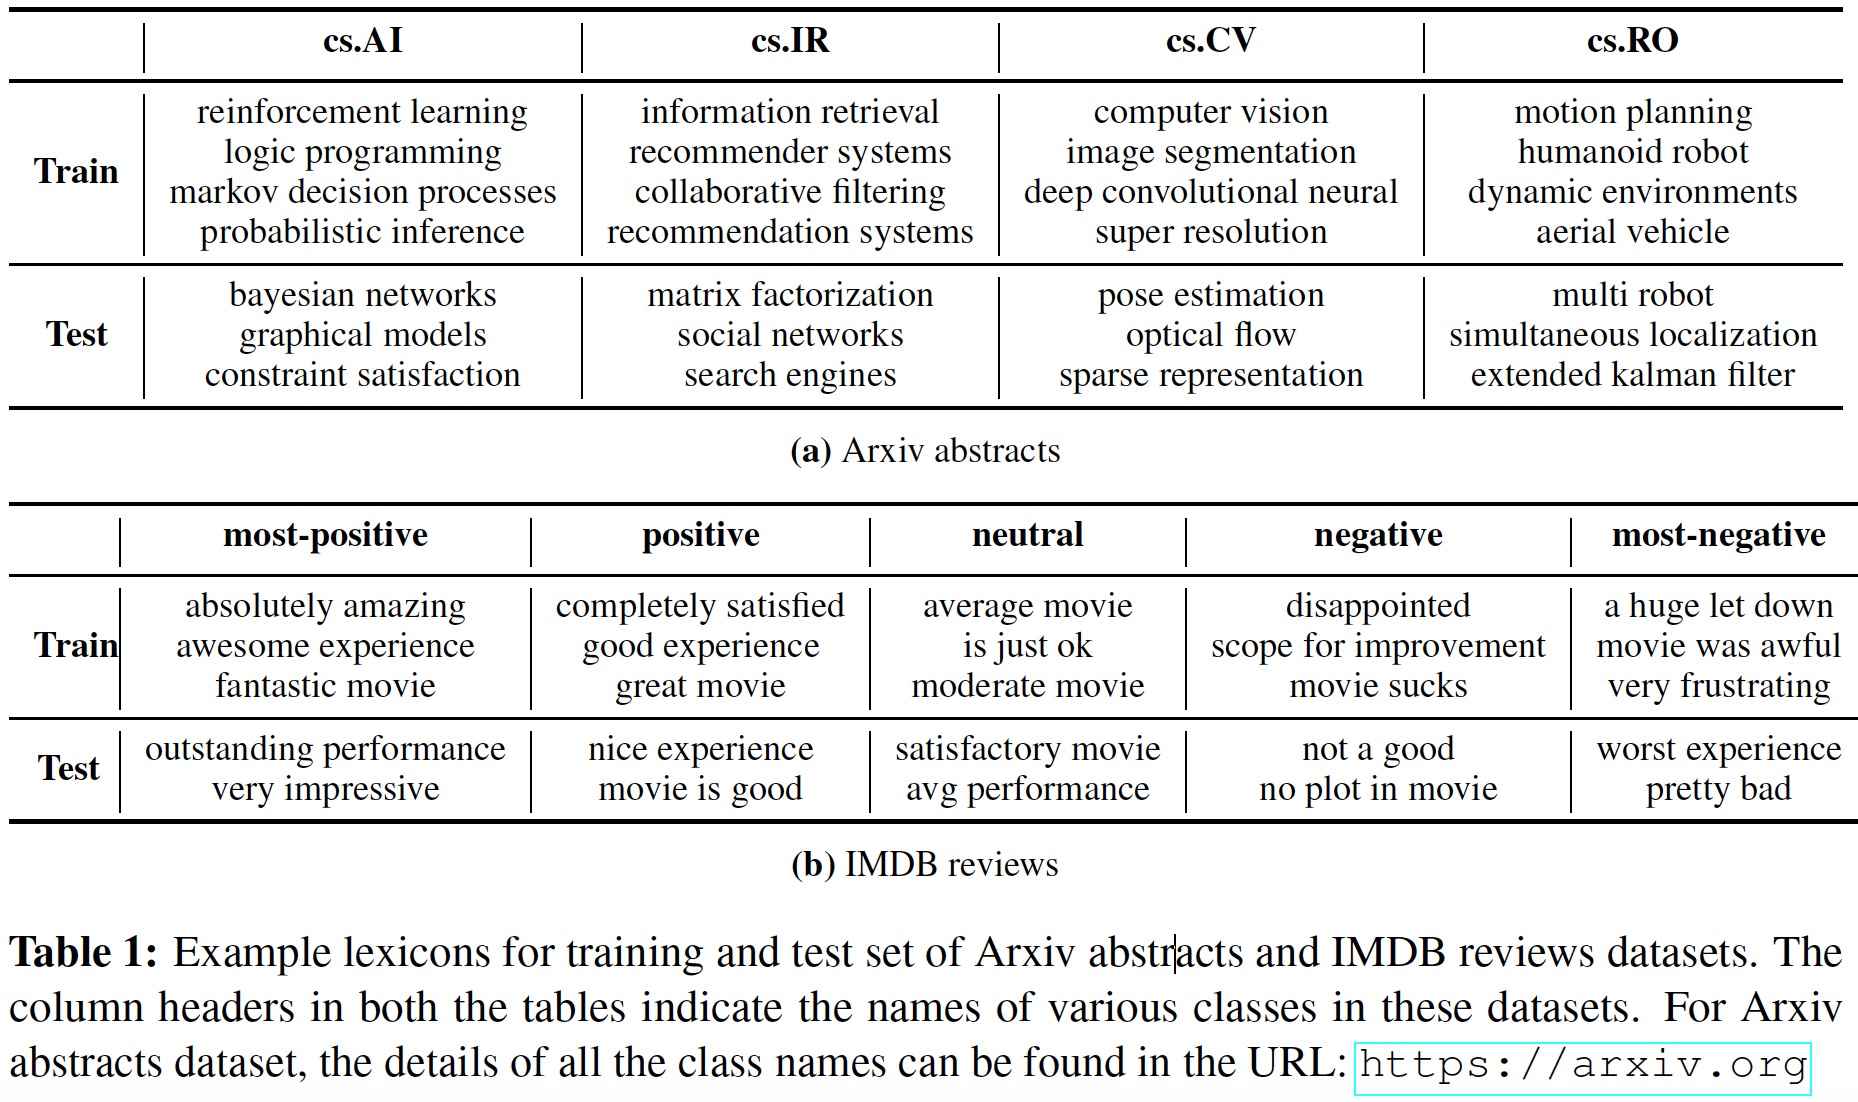 cs.AI cs.IR cs.CV cs.RO
Train
reinforcement learning information retrieval computer vision motion planning
logic programming recommender systems image segmentation humanoid robot
markov decision processes collaborative filtering deep convolutional neural dynamic environments
probabilistic inference recommendation systems super resolution aerial vehicle
Test
bayesian networks matrix factorization pose estimation multi robot
graphical models social networks optical flow simultaneous localization
constraint satisfaction search engines sparse representation extended kalman filter
(a) Arxiv abstracts
most-positive positive neutral negative most-negative
Train
absolutely amazing completely satisfied average movie disappointed a huge let down
awesome experience good experience is just ok scope for improvement movie was awful
fantastic movie great movie moderate movie movie sucks very frustrating
Test
outstanding performance nice experience satisfactory movie not a good worst experience
very impressive movie is good avg performance no plot in movie pretty bad
(b) IMDB reviews
Table 1: Example lexicons for training and test set of Arxiv abstracts and IMDB reviews datasets. The
column headers in both the tables indicate the names of various classes in these datasets. For Arxiv
abstracts dataset, the details of all the class names can be found in the URL: https://arxiv.org